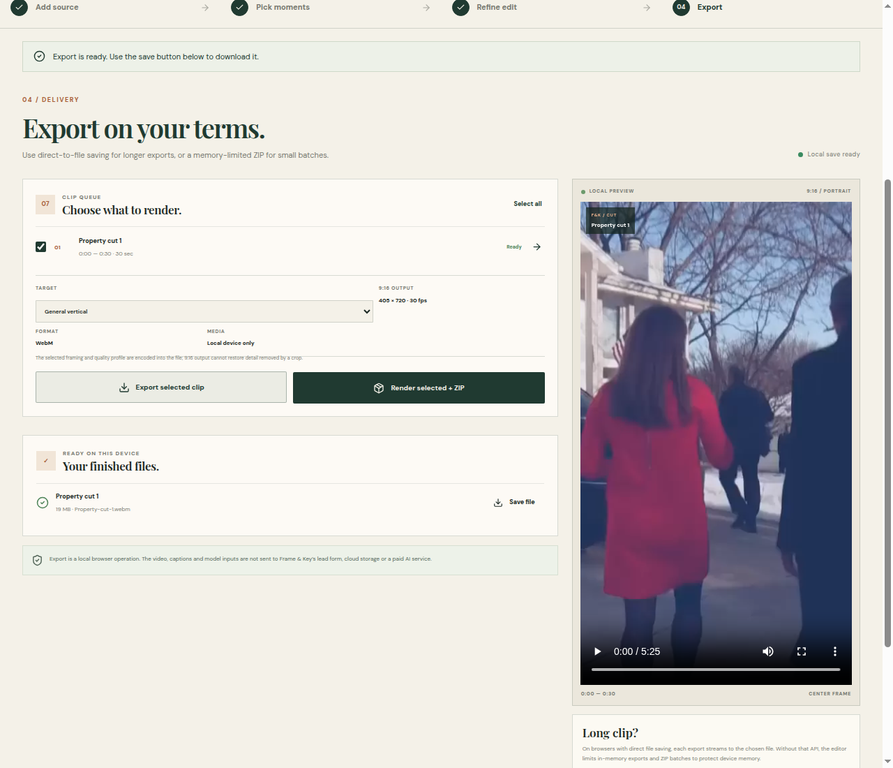 Add source
Pick moments
Refine edit
04 Export
Export is ready. Use the save button below to download it.
04 / DELIVERY
Export on your terms.
Use direct-to-file saving for longer exports, or a memory-limited ZIP for small batches.
Local save ready
07
CLIP QUEUE
Choose what to render.
Select all
01
Property cut 1
0:00 — 0:30 · 30 sec
Ready
TARGET
General vertical
9:16 OUTPUT
405 × 720 · 30 fps
FORMAT
WebM
MEDIA
Local device only
The selected framing and quality profile are encoded into the file; 9:16 output cannot restore detail removed by a crop.
Export selected clip
Render selected + ZIP
READY ON THIS DEVICE
Your finished files.
Property cut 1
19 MB · Property-cut-1.webm
Save file
Export is a local browser operation. The video, captions and model inputs are not sent to Frame & Key's lead form, cloud storage or a paid AI service.
LOCAL PREVIEW
9:16 / PORTRAIT
F&K / CUT
Property cut 1
0:00 / 5:25
0:00 — 0:30
CENTER FRAME
Long clip?
On browsers with direct file saving, each export streams to the chosen file. Without that API, the editor
limits in-memory exports and ZIP batches to protect device memory.